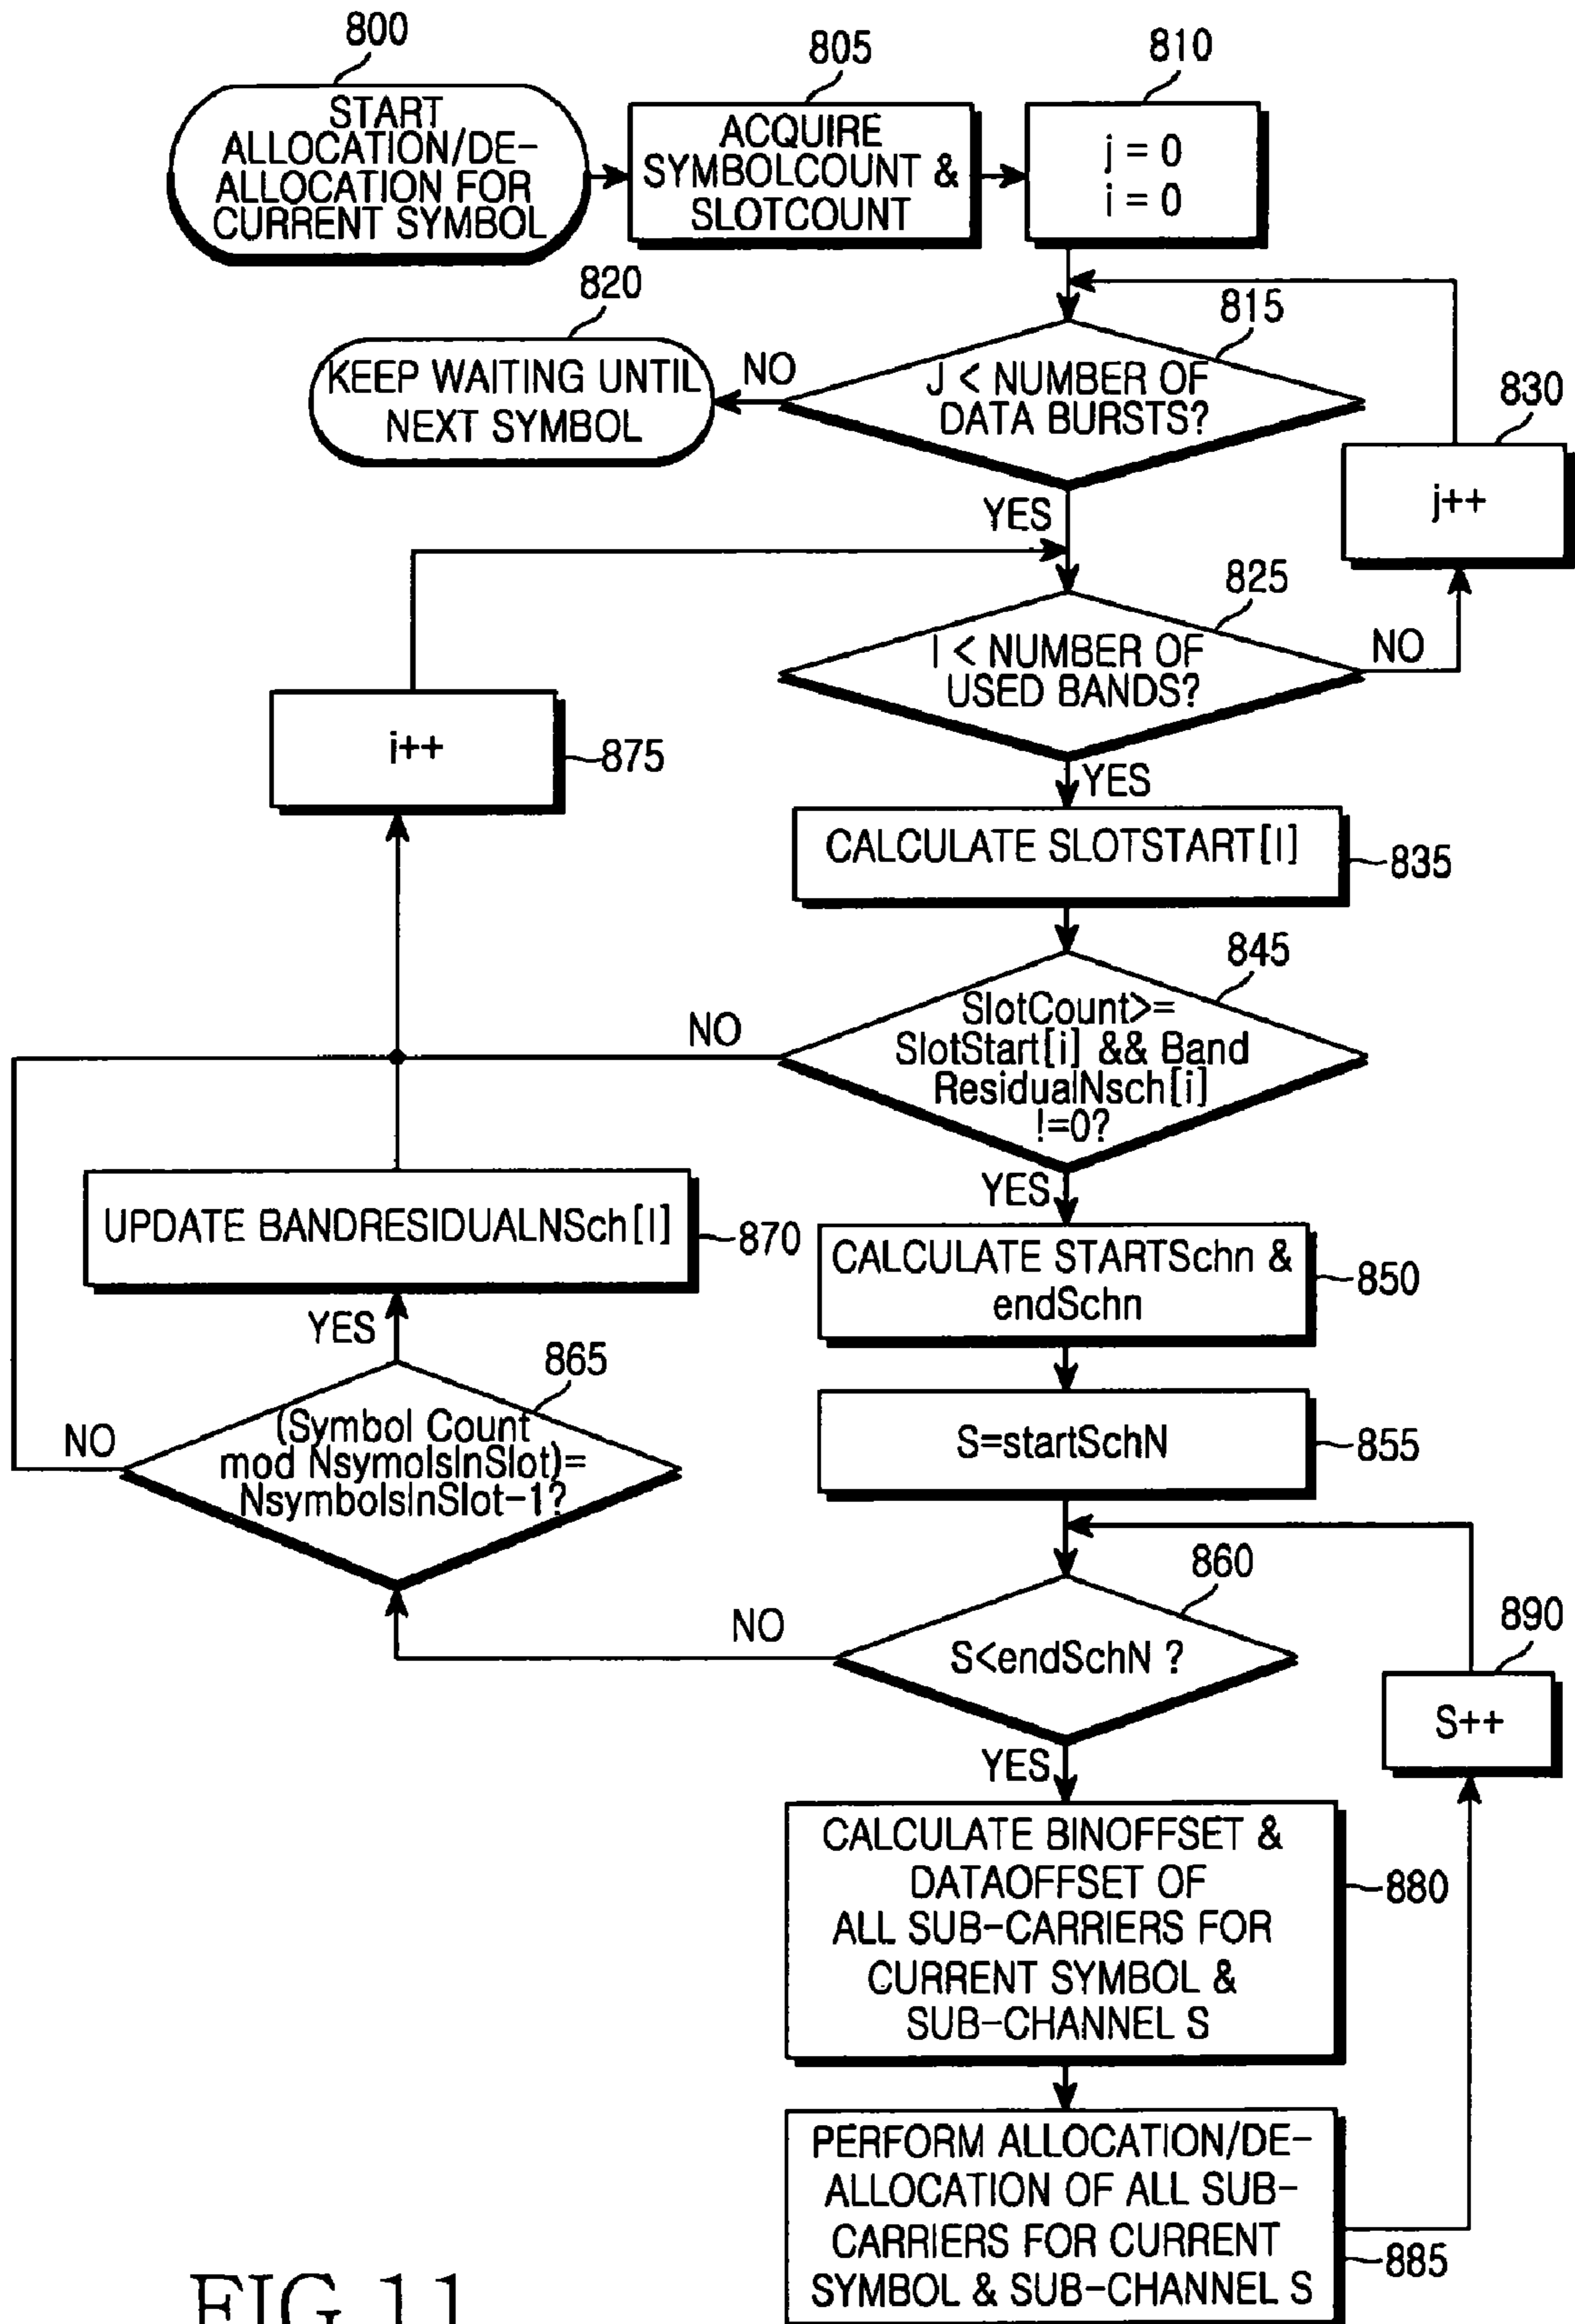 800
START
ALLOCATION/DE-
ALLOCATION FOR
CURRENT SYMBOL
805
ACQUIRE
SYMBOLCOUNT &
SLOTCOUNT
810
j = 0
i = 0
815
J < NUMBER OF
DATA BURSTS?
NO
820
KEEP WAITING UNTIL
NEXT SYMBOL
830
j++
YES
825
I < NUMBER OF
USED BANDS?
NO
i++
875
YES
CALCULATE SLOTSTART[I]
835
845
SlotCount>=
SlotStart[i] && Band
ResidualNsch[i]
!=0?
NO
YES
UPDATE BANDRESIDUALNSch[I]
870
CALCULATE STARTSchn &
endSchn
850
YES
865
(Symbol Count
mod NsymolsInSlot)=
NsymbolsInSlot-1?
NO
S=startSchN
855
860
S<endSchN ?
NO
890
S++
YES
CALCULATE BINOFFSET &
DATAOFFSET OF
ALL SUB-CARRIERS FOR
CURRENT SYMBOL &
SUB-CHANNEL S
880
PERFORM ALLOCATION/DE-
ALLOCATION OF ALL SUB-
CARRIERS FOR CURRENT
SYMBOL & SUB-CHANNEL S
885
FIG.11